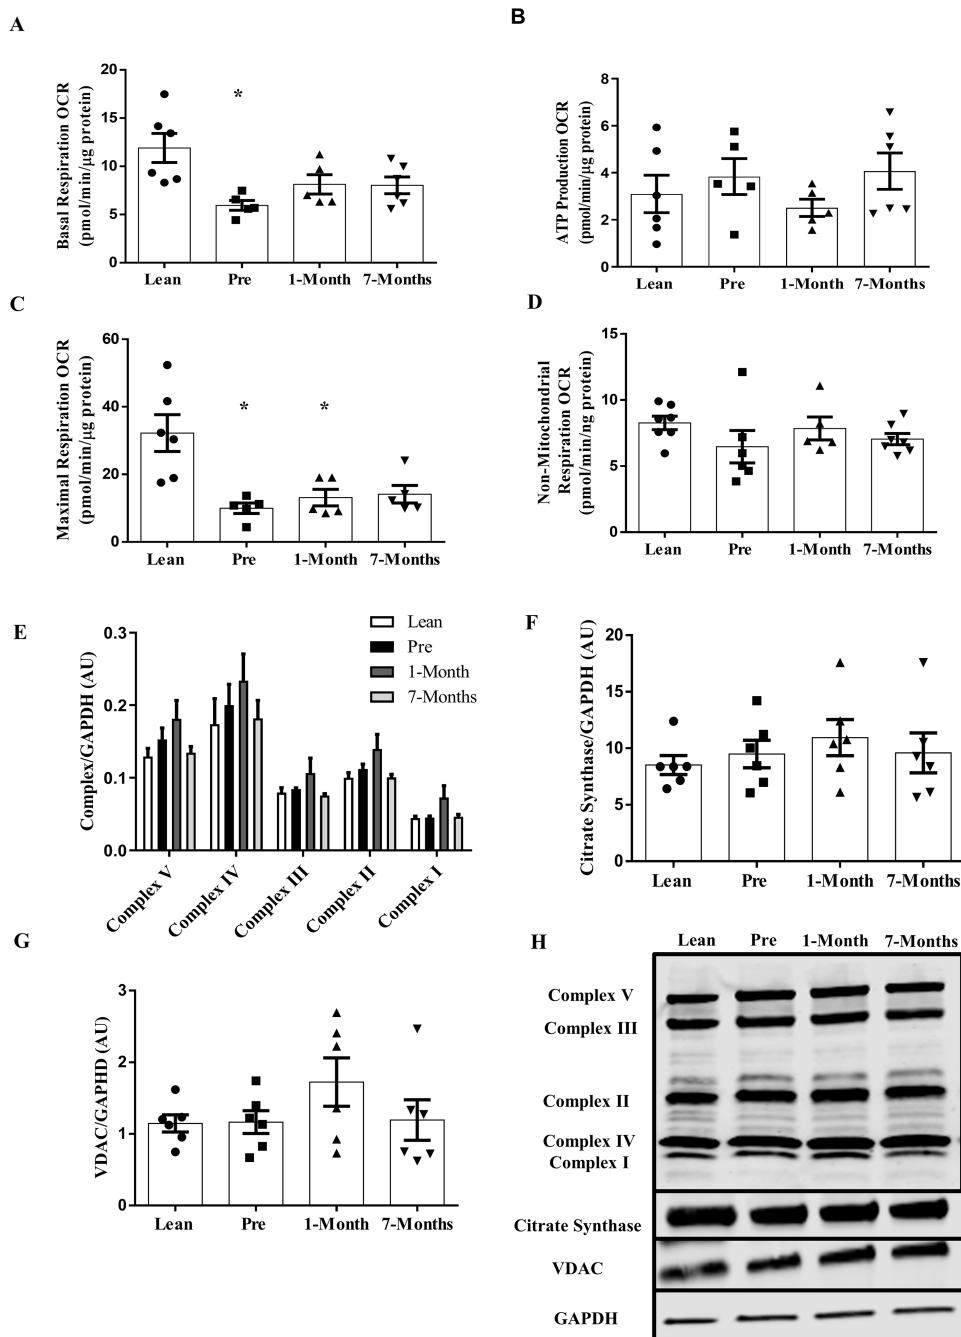 A
Basal Respiration OCR
(pmol/min/µg protein)
20
15
10
5
0
*
Lean Pre 1-Month 7-Months
B
ATP Production OCR
(pmol/min/µg protein)
8
6
4
2
0
Lean Pre 1-Month 7-Months
C
Maximal Respiration OCR
(pmol/min/µg protein)
60
40
20
0
* *
Lean Pre 1-Month 7-Months
D
Non-Mitochondrial
Respiration OCR
(pmol/min/ng protein)
15
10
5
0
Lean Pre 1-Month 7-Months
E
Complex/GAPDH (AU)
0.3
0.2
0.1
0.0
Lean
Pre
1-Month
7-Months
Complex V
Complex IV
Complex III
Complex II
Complex I
F
Citrate Synthase/GAPDH (AU)
20
15
10
5
0
Lean Pre 1-Month 7-Months
G
VDAC/GAPHD (AU)
3
2
1
0
Lean Pre 1-Month 7-Months
H
Lean Pre 1-Month 7-Months
Complex V
Complex III
Complex II
Complex IV
Complex I
Citrate Synthase
VDAC
GAPDH